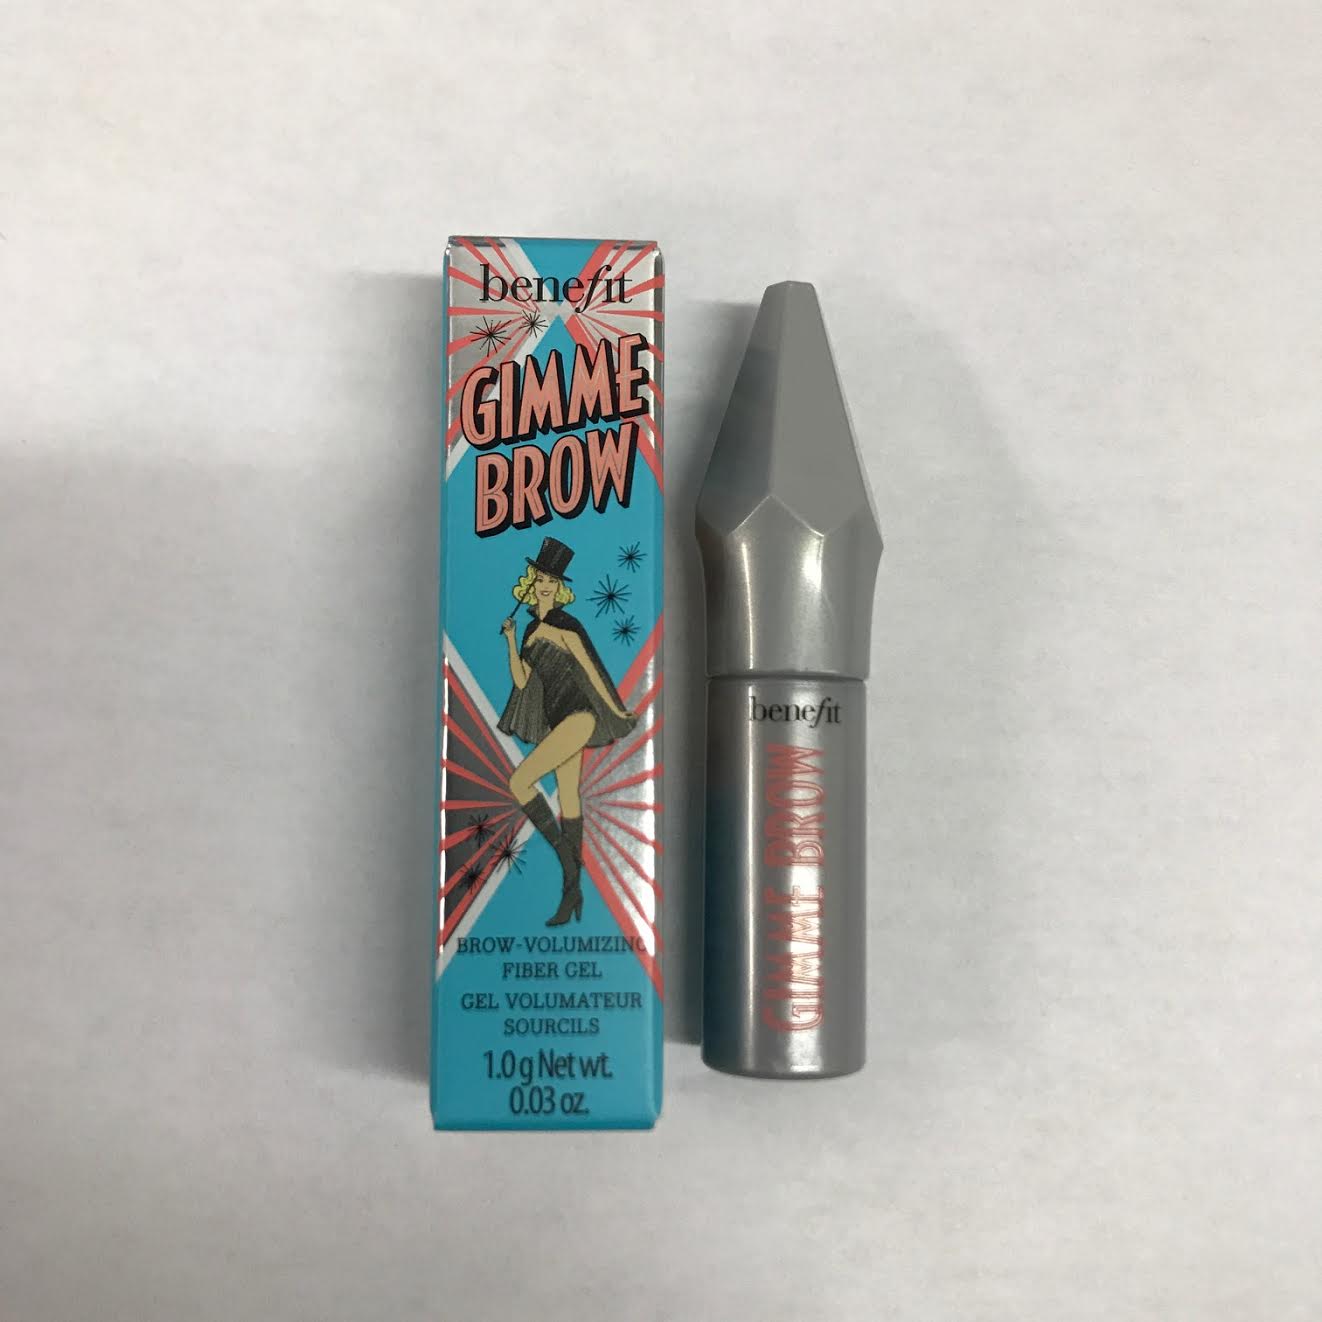 benefit
GIMME
BROW
BROW-VOLUMIZING
FIBER GEL
GEL VOLUMATEUR
SOURCILS
1.0 g Net wt.
0.03 oz.
benefit
GIMME BROW